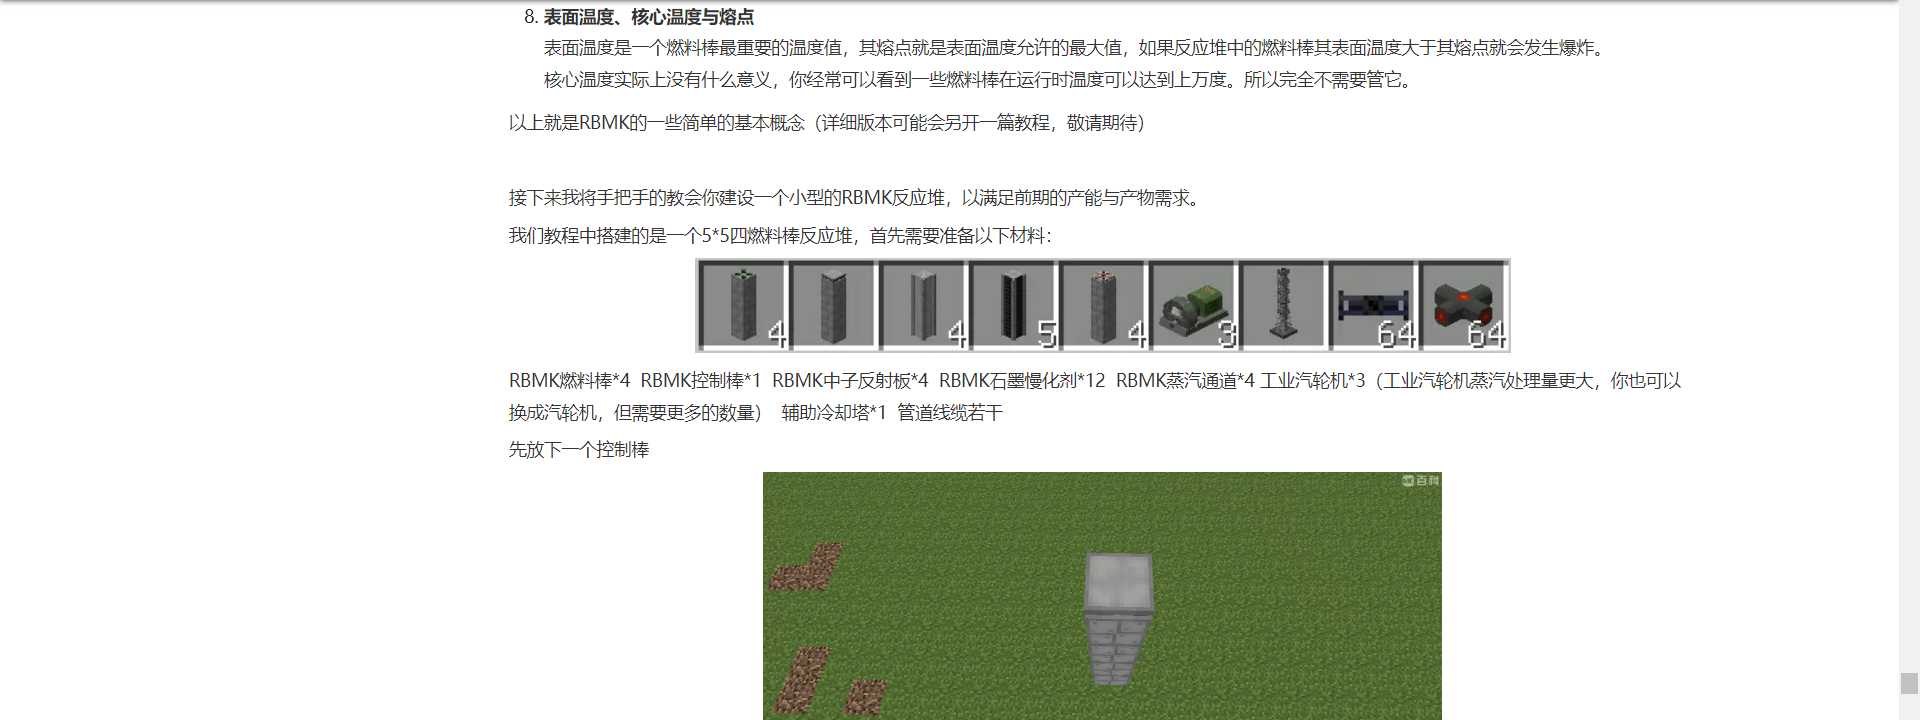 8. 表面温度、核心温度与熔点
表面温度是一个燃料棒最重要的温度值，其熔点就是表面温度允许的最大值，如果反应堆中的燃料棒其表面温度大于其熔点就会发生爆炸。
核心温度实际上没有什么意义，你经常可以看到一些燃料棒在运行时温度可以达到上万度。所以完全不需要管它。
以上就是RBMK的一些简单的基本概念（详细版本可能会另开一篇教程，敬请期待）
接下来我将手把手的教会你建设一个小型的RBMK反应堆，以满足前期的产能与产物需求。
我们教程中搭建的是一个5*5四燃料棒反应堆，首先需要准备以下材料：
4 4 5 4 3 64 64
RBMK燃料棒*4 RBMK控制棒*1 RBMK中子反射板*4 RBMK石墨慢化剂*12 RBMK蒸汽通道*4 工业汽轮机*3（工业汽轮机蒸汽处理量更大，你也可以
换成汽轮机，但需要更多的数量） 辅助冷却塔*1 管道线缆若干
先放下一个控制棒
MC百科